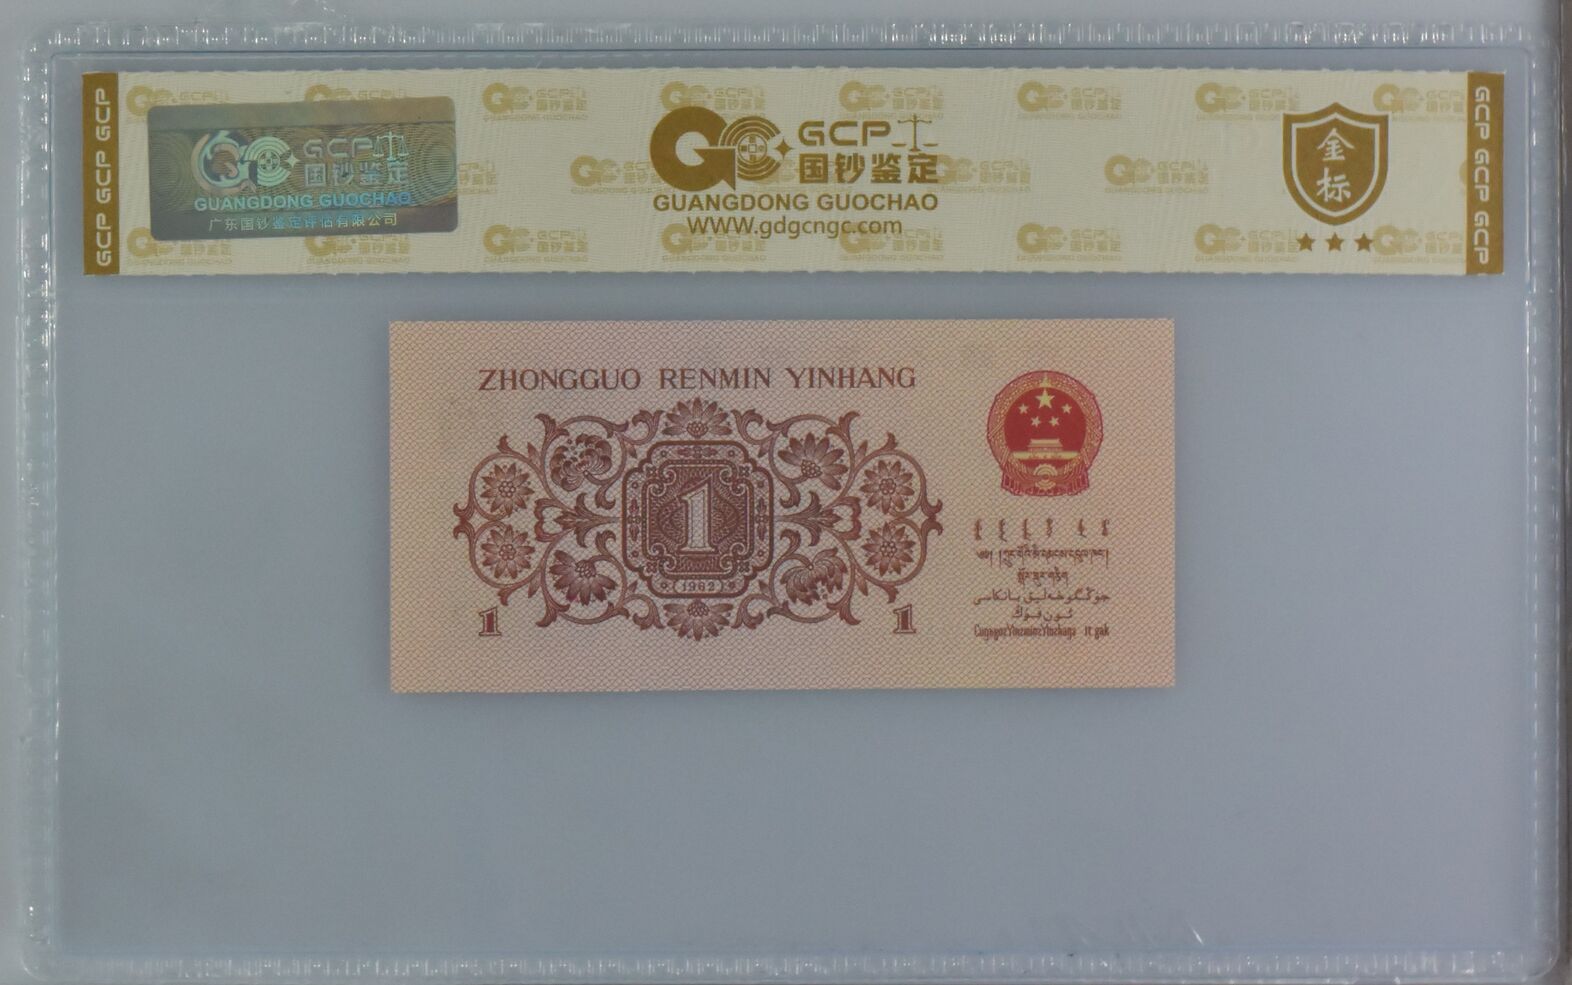 GCP GCP GCP
GCP
国钞鉴定
GUANGDONG GUOCHAO
广东国钞鉴定评估有限公司
GCP
国钞鉴定
GUANGDONG GUOCHAO
WWW.gdgcngc.com
金
标
GCP GCP GCP
ZHONGGUO RENMIN YINHANG
1
(1962)
1
1
جۇڭگوخەلىق بانكاسى